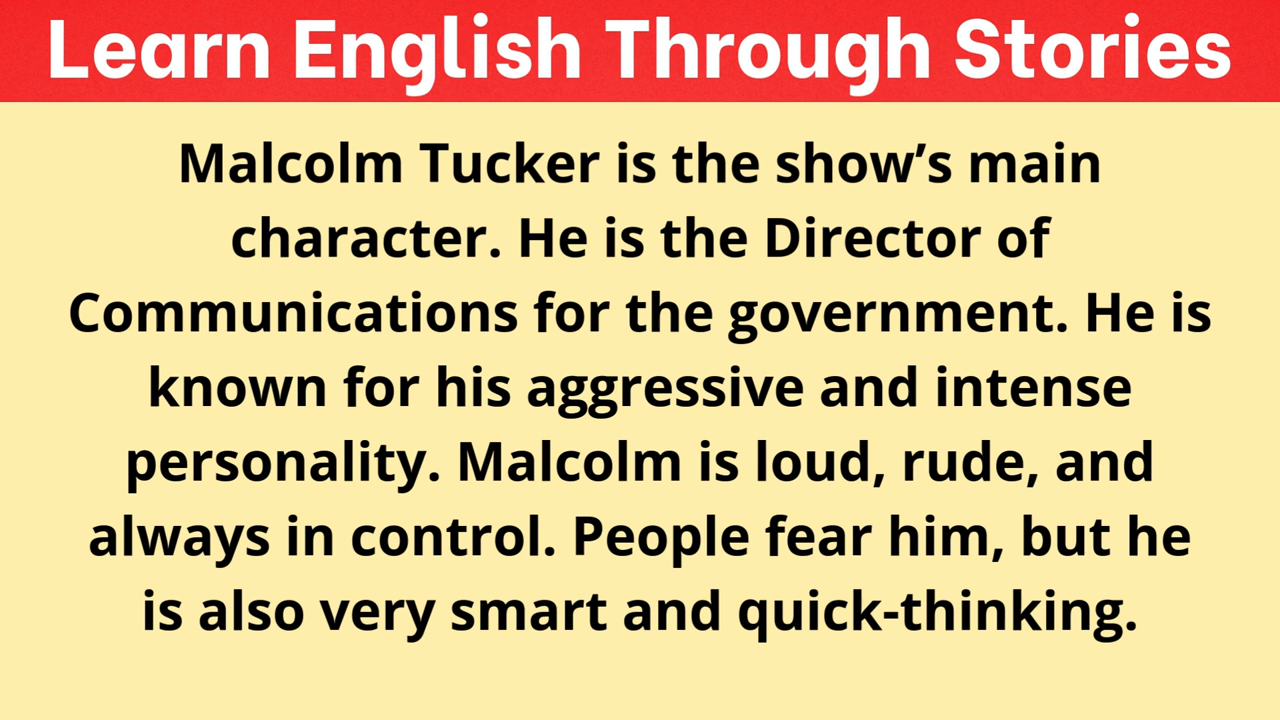 Learn English Through Stories
Malcolm Tucker is the show’s main
character. He is the Director of
Communications for the government. He is
known for his aggressive and intense
personality. Malcolm is loud, rude, and
always in control. People fear him, but he
is also very smart and quick-thinking.